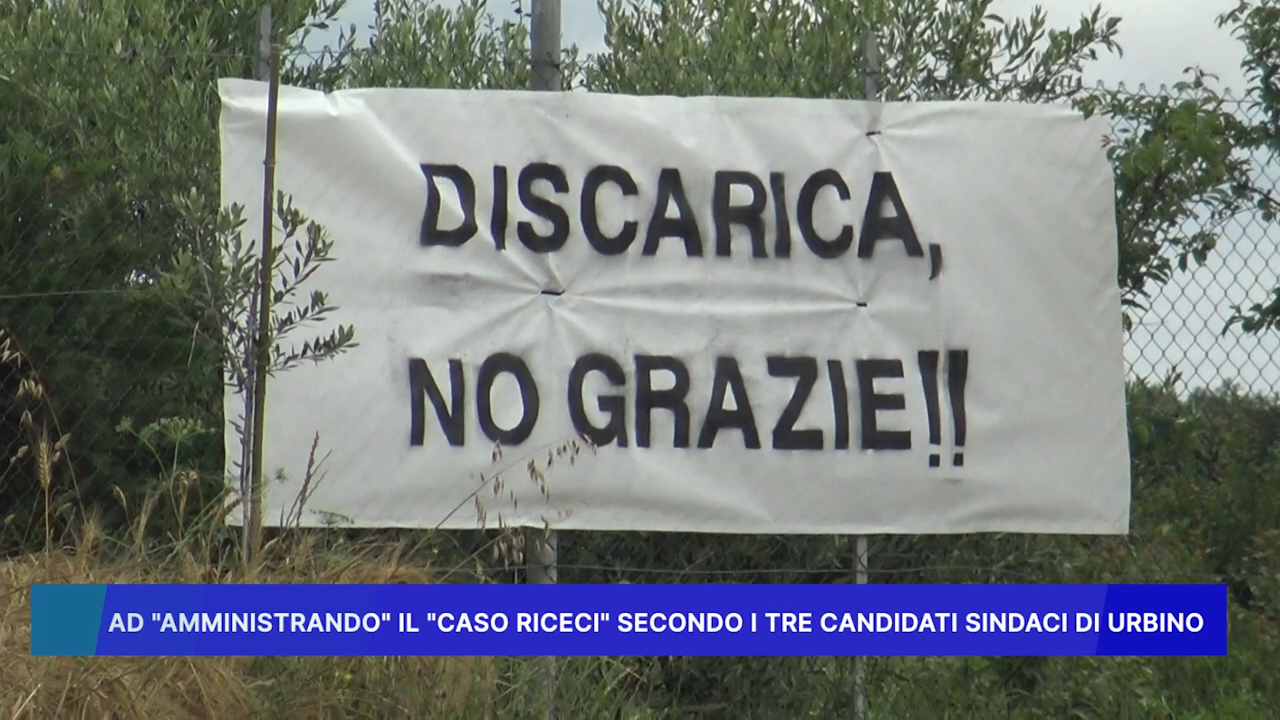 DISCARICA,
NO GRAZIE!!
AD "AMMINISTRANDO" IL "CASO RICECI" SECONDO I TRE CANDIDATI SINDACI DI URBINO